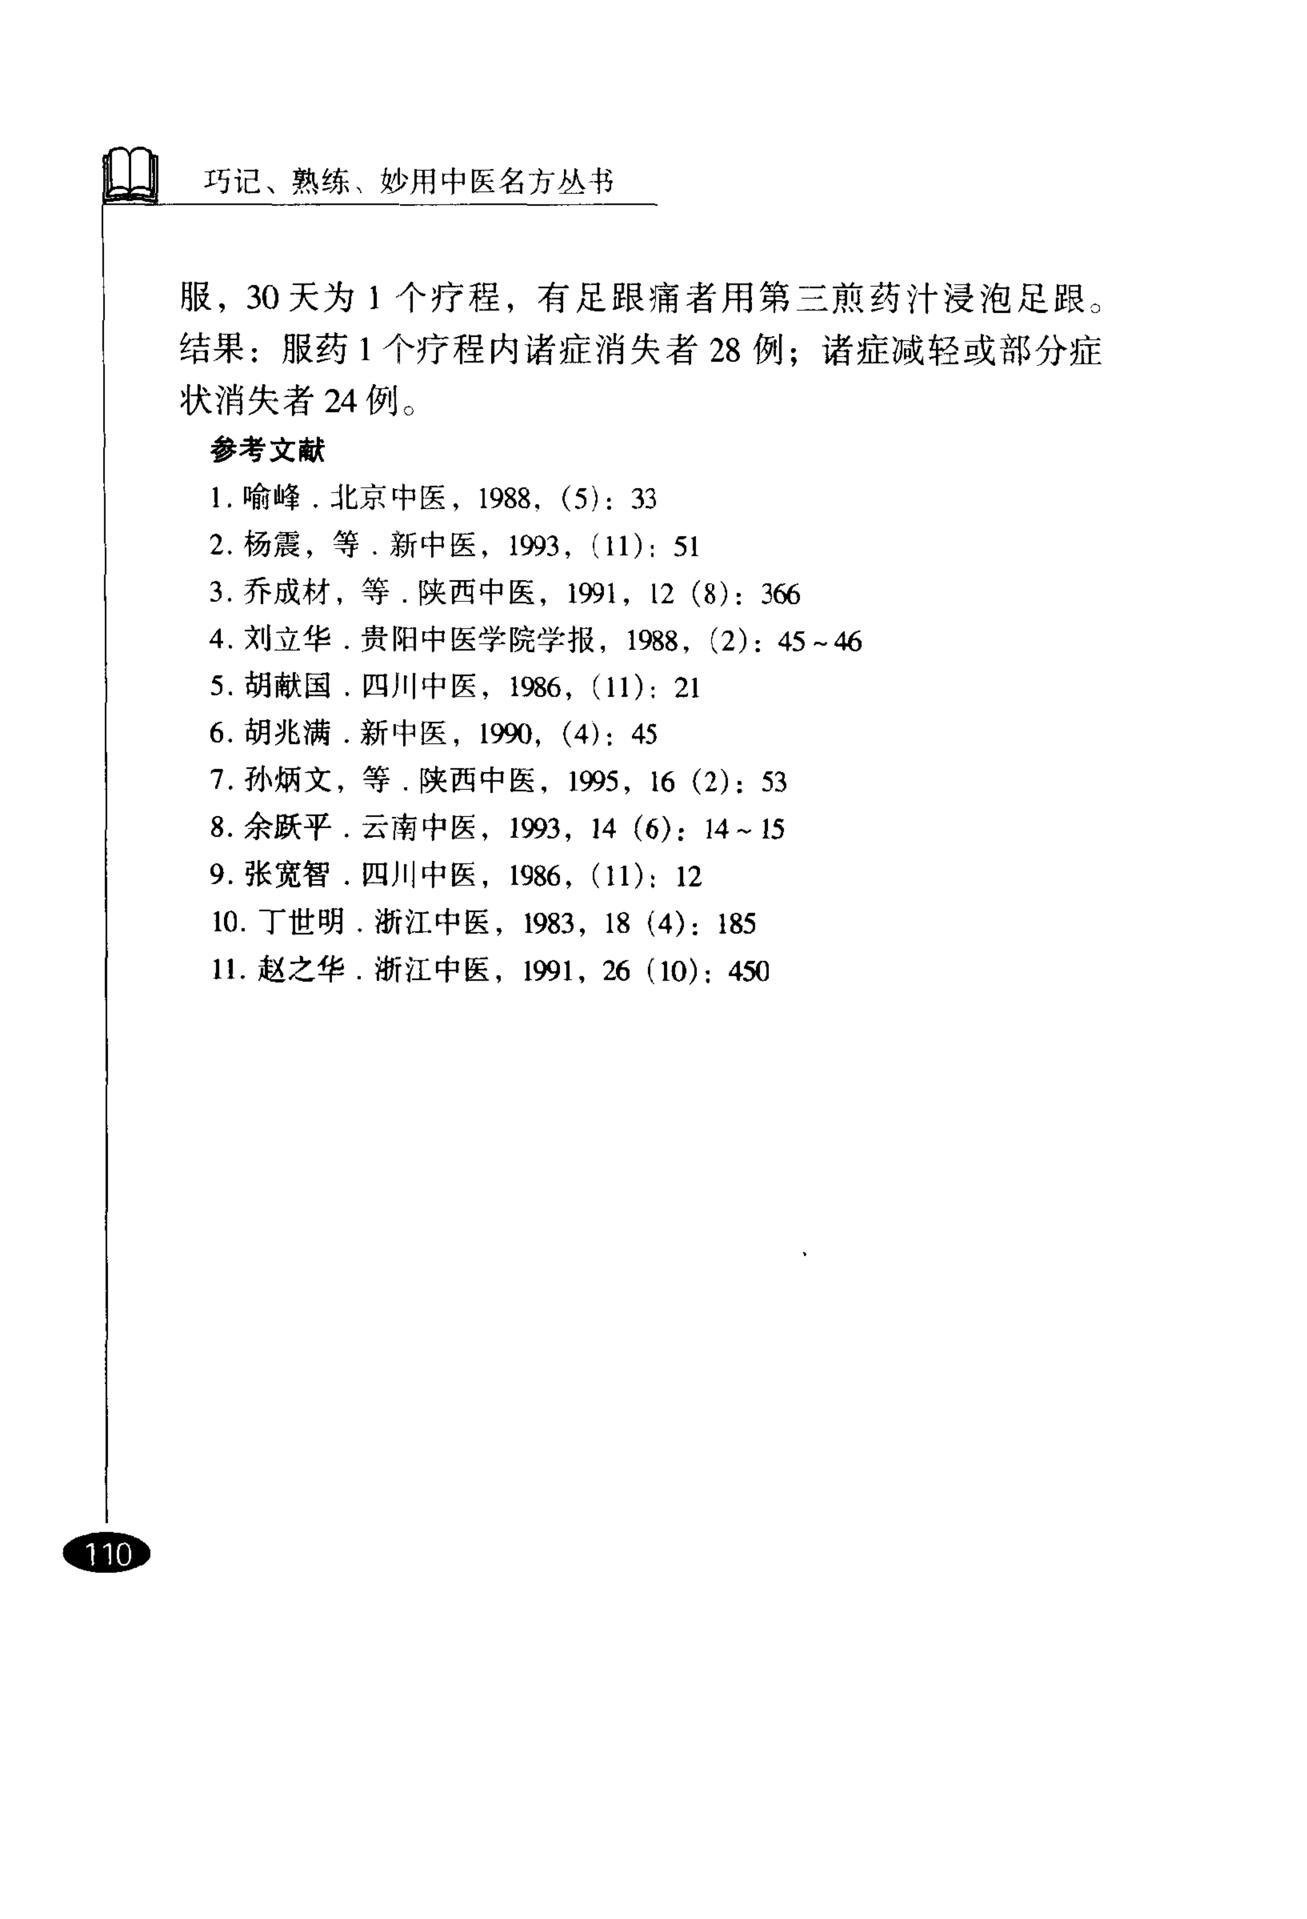 巧记、熟练、妙用中医名方丛书
服，30天为1个疗程，有足跟痛者用第三煎药汁浸泡足跟。
结果：服药1个疗程内诸症消失者28例；诸症减轻或部分症
状消失者24例。
参考文献
1. 喻峰．北京中医，1988，(5)：33
2. 杨震，等．新中医，1993，(11)：51
3. 乔成材，等．陕西中医，1991，12（8）：366
4. 刘立华．贵阳中医学院学报，1988，(2)：45～46
5. 胡献国．四川中医，1986，(11)：21
6. 胡兆满．新中医，1990，(4)：45
7. 孙炳文，等．陕西中医，1995，16（2）：53
8. 余跃平．云南中医，1993，14（6）：14～15
9. 张宽智．四川中医，1986，(11)：12
10. 丁世明．浙江中医，1983，18（4）：185
11. 赵之华．浙江中医，1991，26（10）：450
110